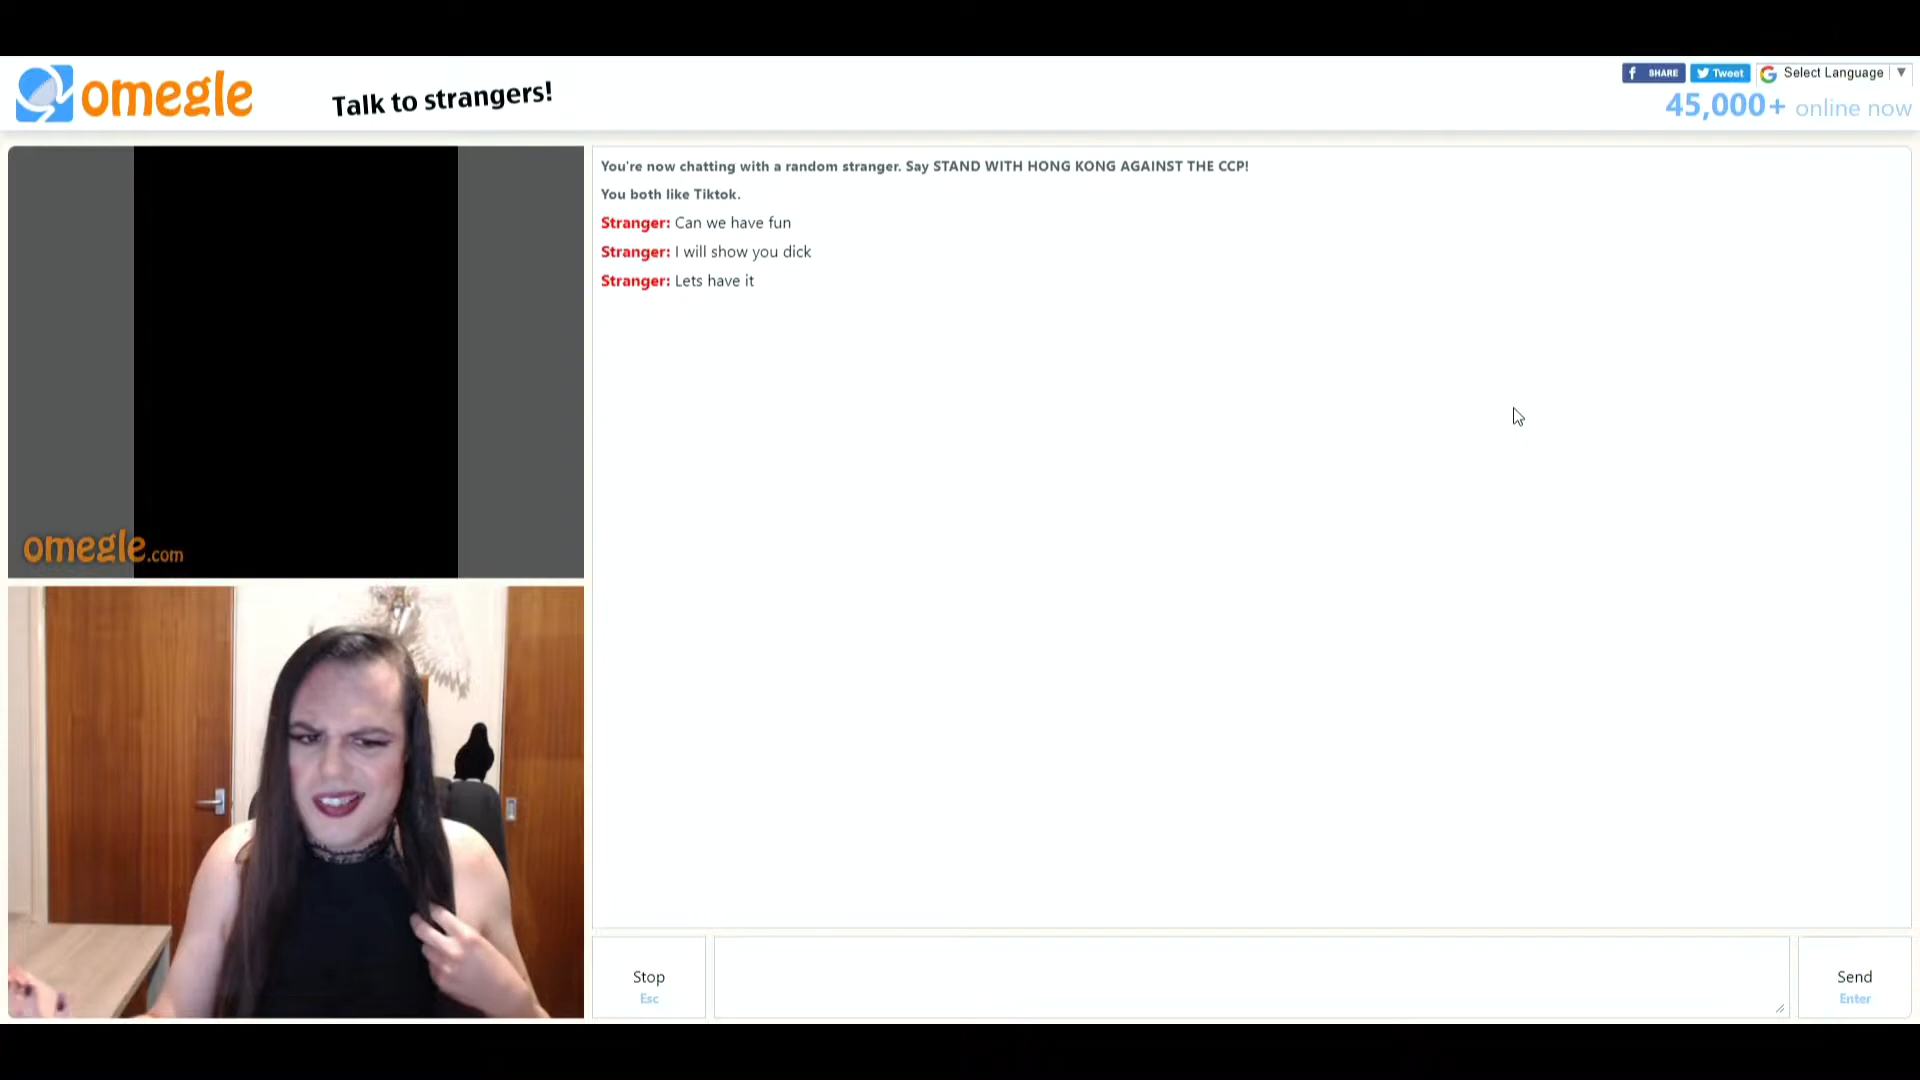 omegle
Talk to strangers!
SHARE
Tweet
Select Language
45,000+ online now
You're now chatting with a random stranger. Say STAND WITH HONG KONG AGAINST THE CCP!
You both like Tiktok.
Stranger: Can we have fun
Stranger: I will show you dick
Stranger: Lets have it
omegle.com
Stop
Esc
Send
Enter